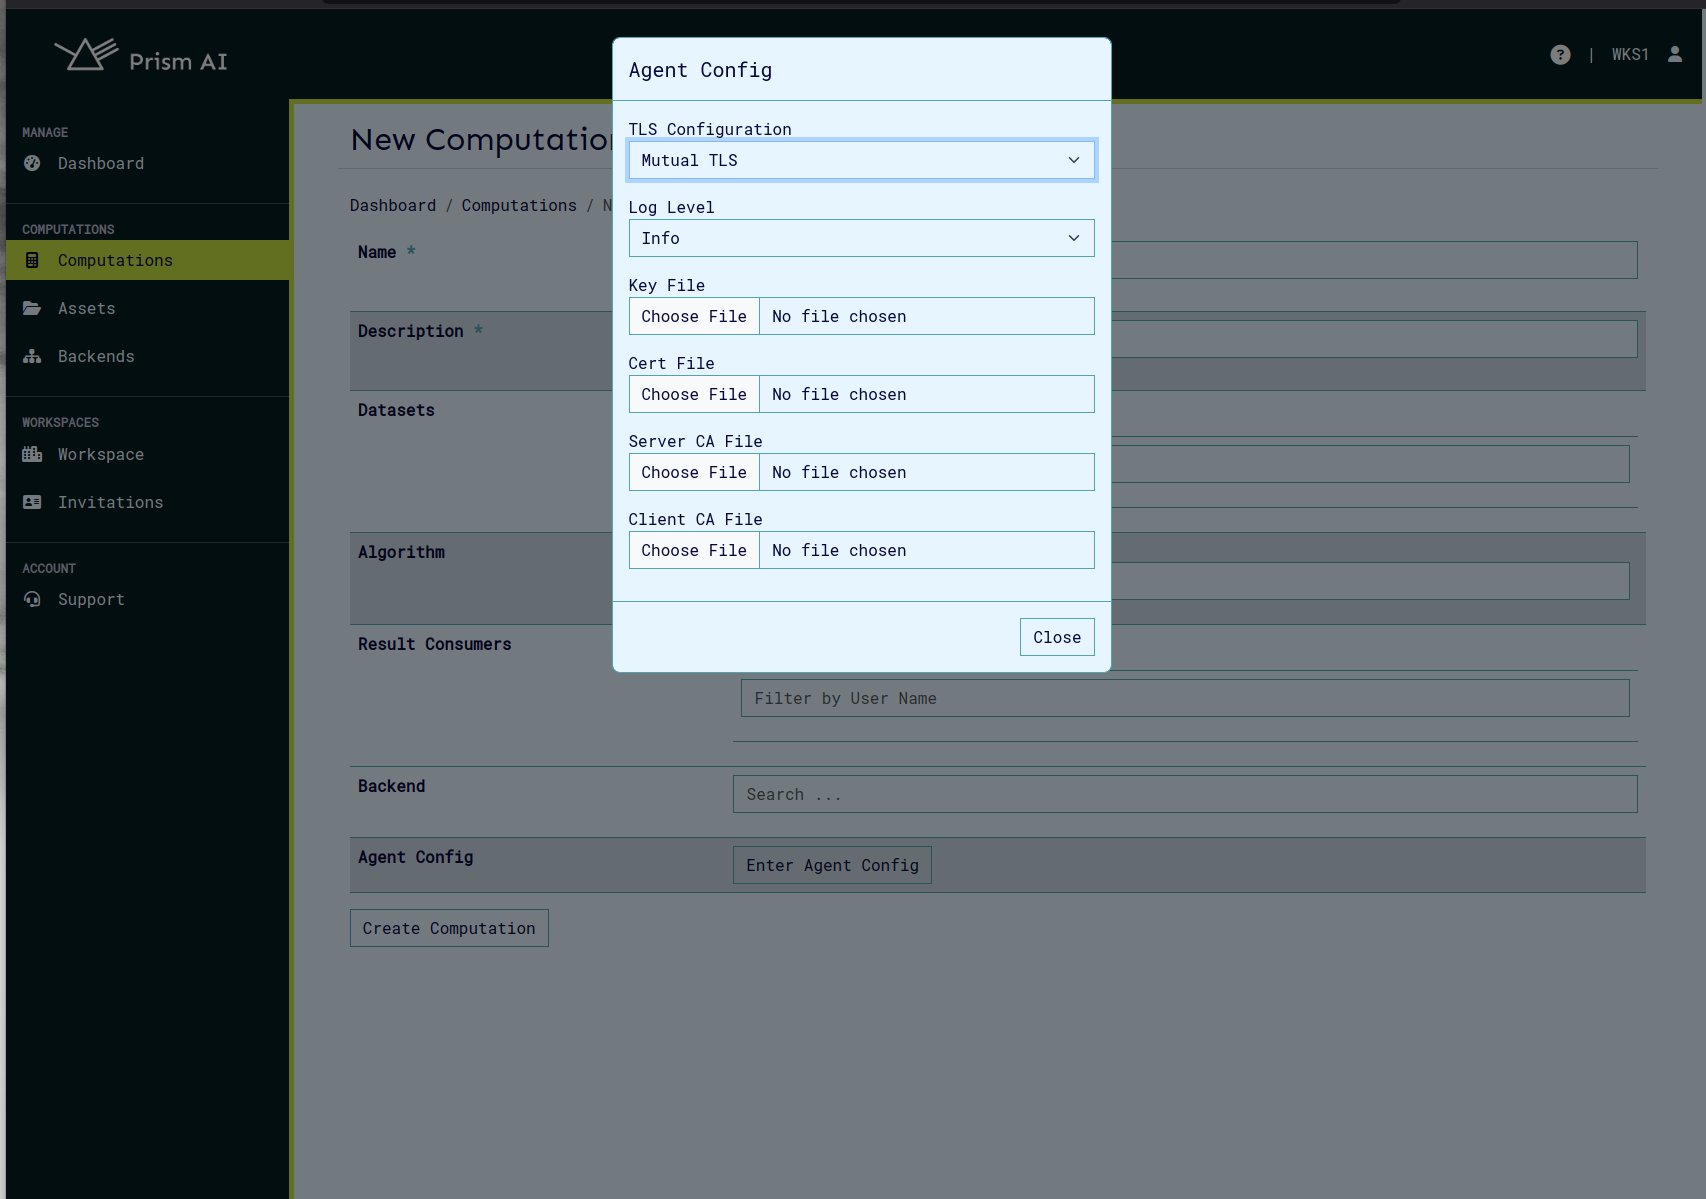 Prism AI
? | WKS1
MANAGE
Dashboard
COMPUTATIONS
Computations
Assets
Backends
WORKSPACES
Workspace
Invitations
ACCOUNT
Support
New Computation
Dashboard / Computations / N
Name *
Description *
Datasets
Algorithm
Result Consumers
Filter by User Name
Backend
Search ...
Agent Config
Enter Agent Config
Create Computation
Agent Config
TLS Configuration
Mutual TLS
Log Level
Info
Key File
Choose File No file chosen
Cert File
Choose File No file chosen
Server CA File
Choose File No file chosen
Client CA File
Choose File No file chosen
Close